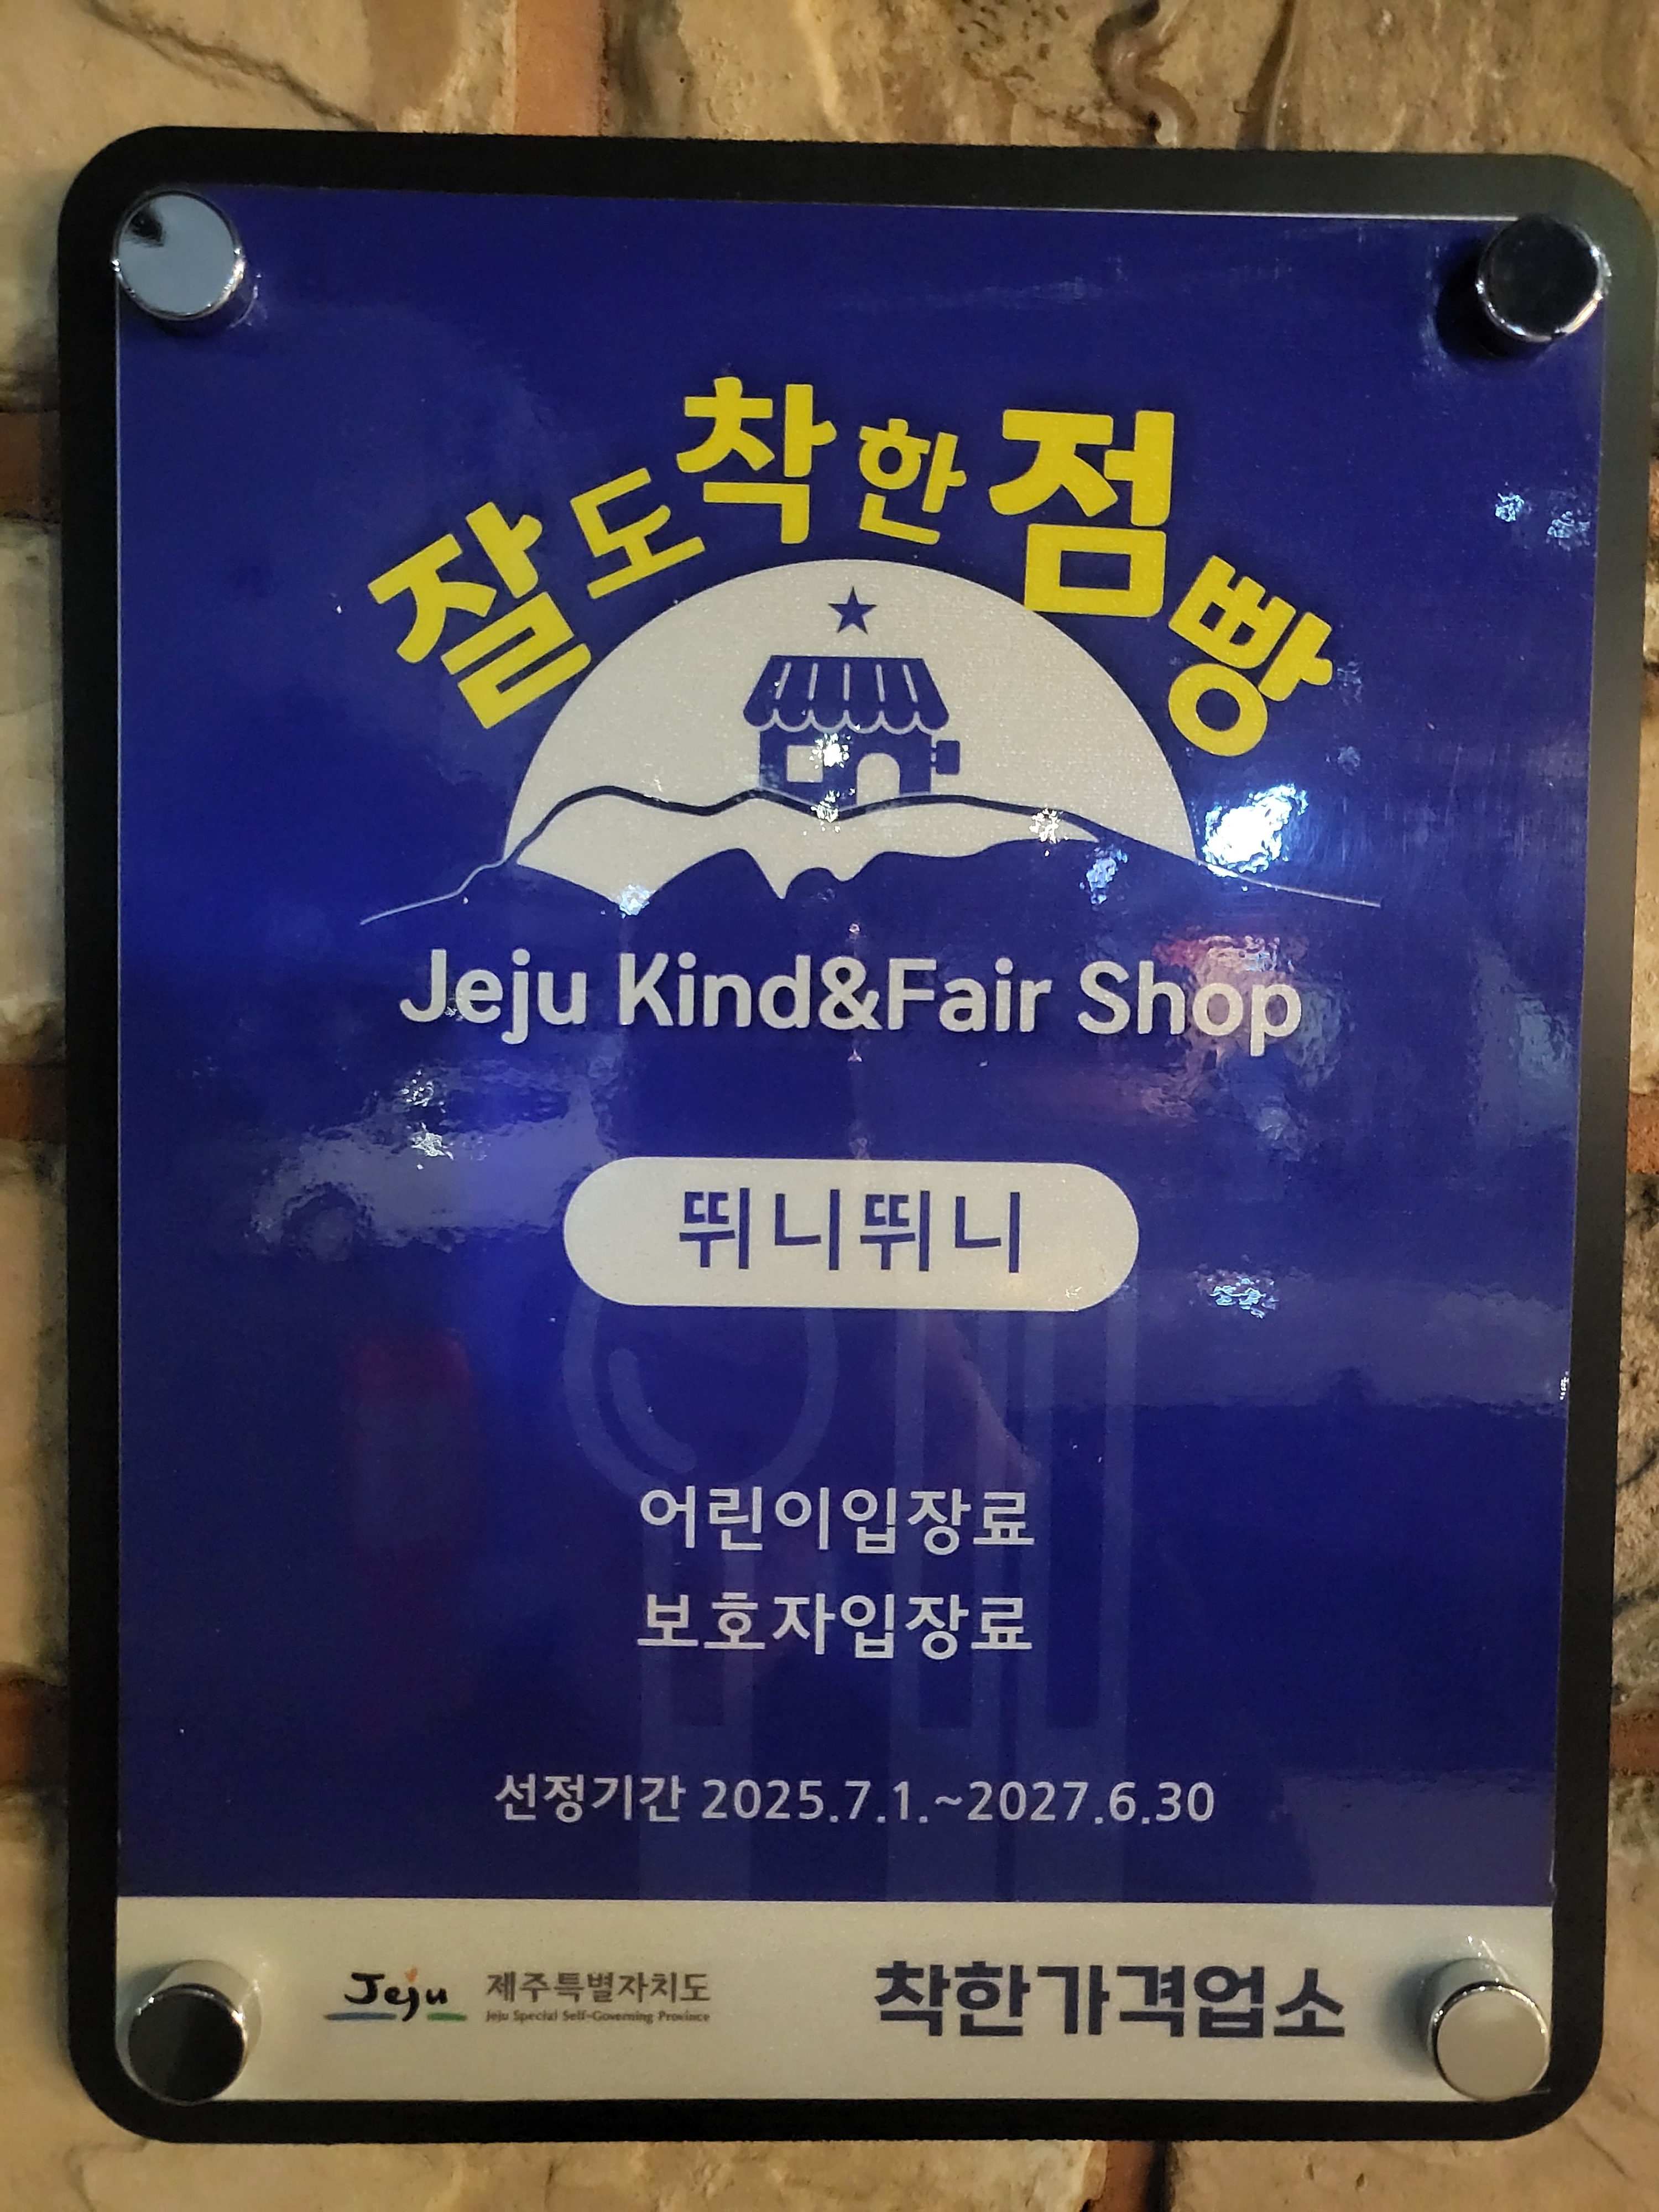 잘도착한점빵
Jeju Kind&Fair Shop
뛰니뛰니
어린이입장료
보호자입장료
선정기간 2025.7.1.~2027.6.30
Jeju 제주특별자치도
Jeju Special Self-Governing Province
착한가격업소